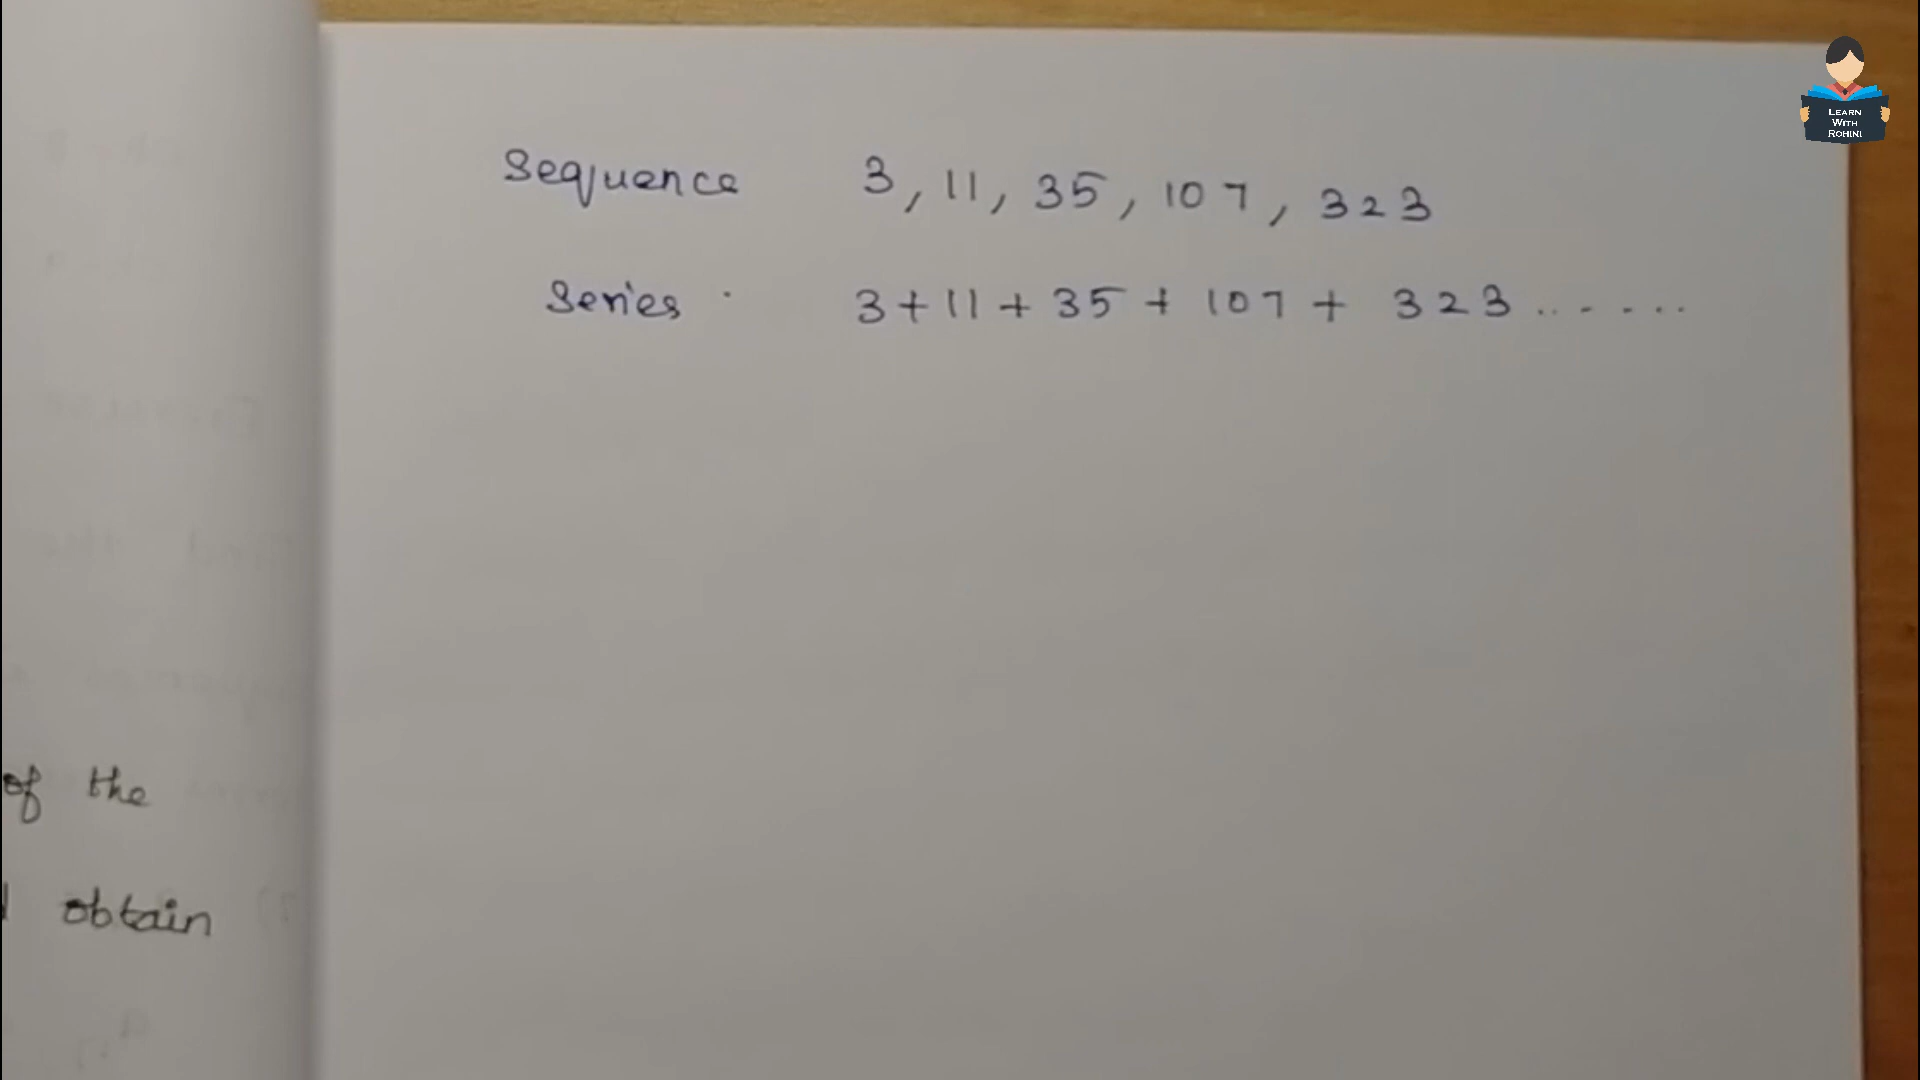 of the
obtain
Sequence 3, 11, 35, 107, 323
Series 3 + 11 + 35 + 107 + 323 ......
LEARN
WITH
ROHINI